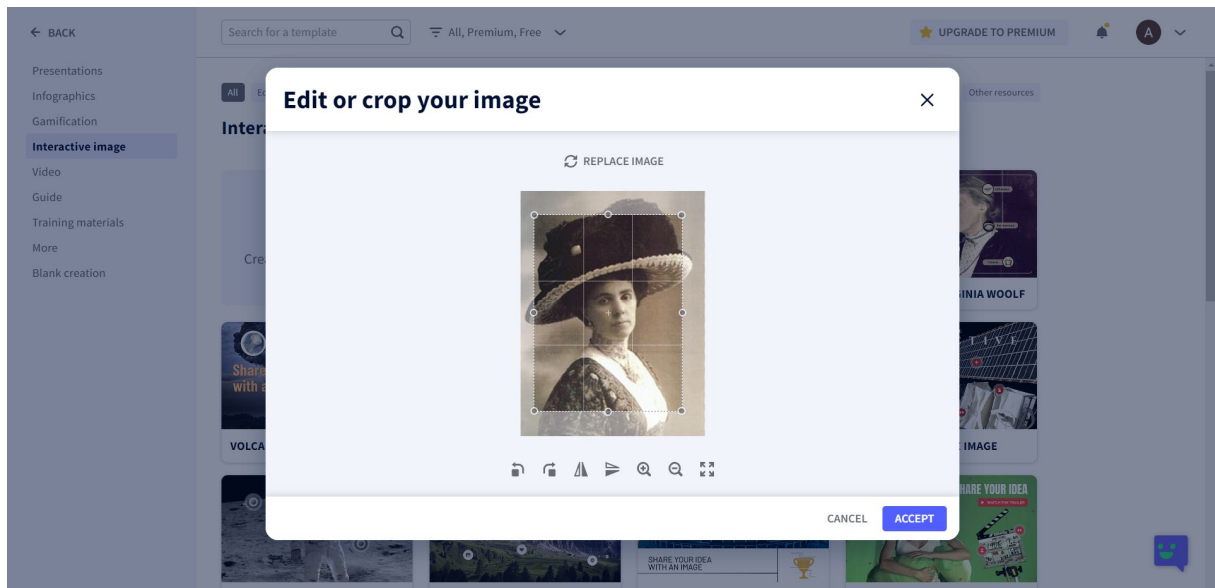 BACK
Search for a template
All, Premium, Free
UPGRADE TO PREMIUM
A
Presentations
Infographics
Gamification
Interactive image
Video
Guide
Training materials
More
Blank creation
All
Other resources
Edit or crop your image
REPLACE IMAGE
CANCEL
ACCEPT
VOLCA
IMAGE
Share
with a
SHARE YOUR IDEA
WITH AN IMAGE
HARE YOUR IDEA